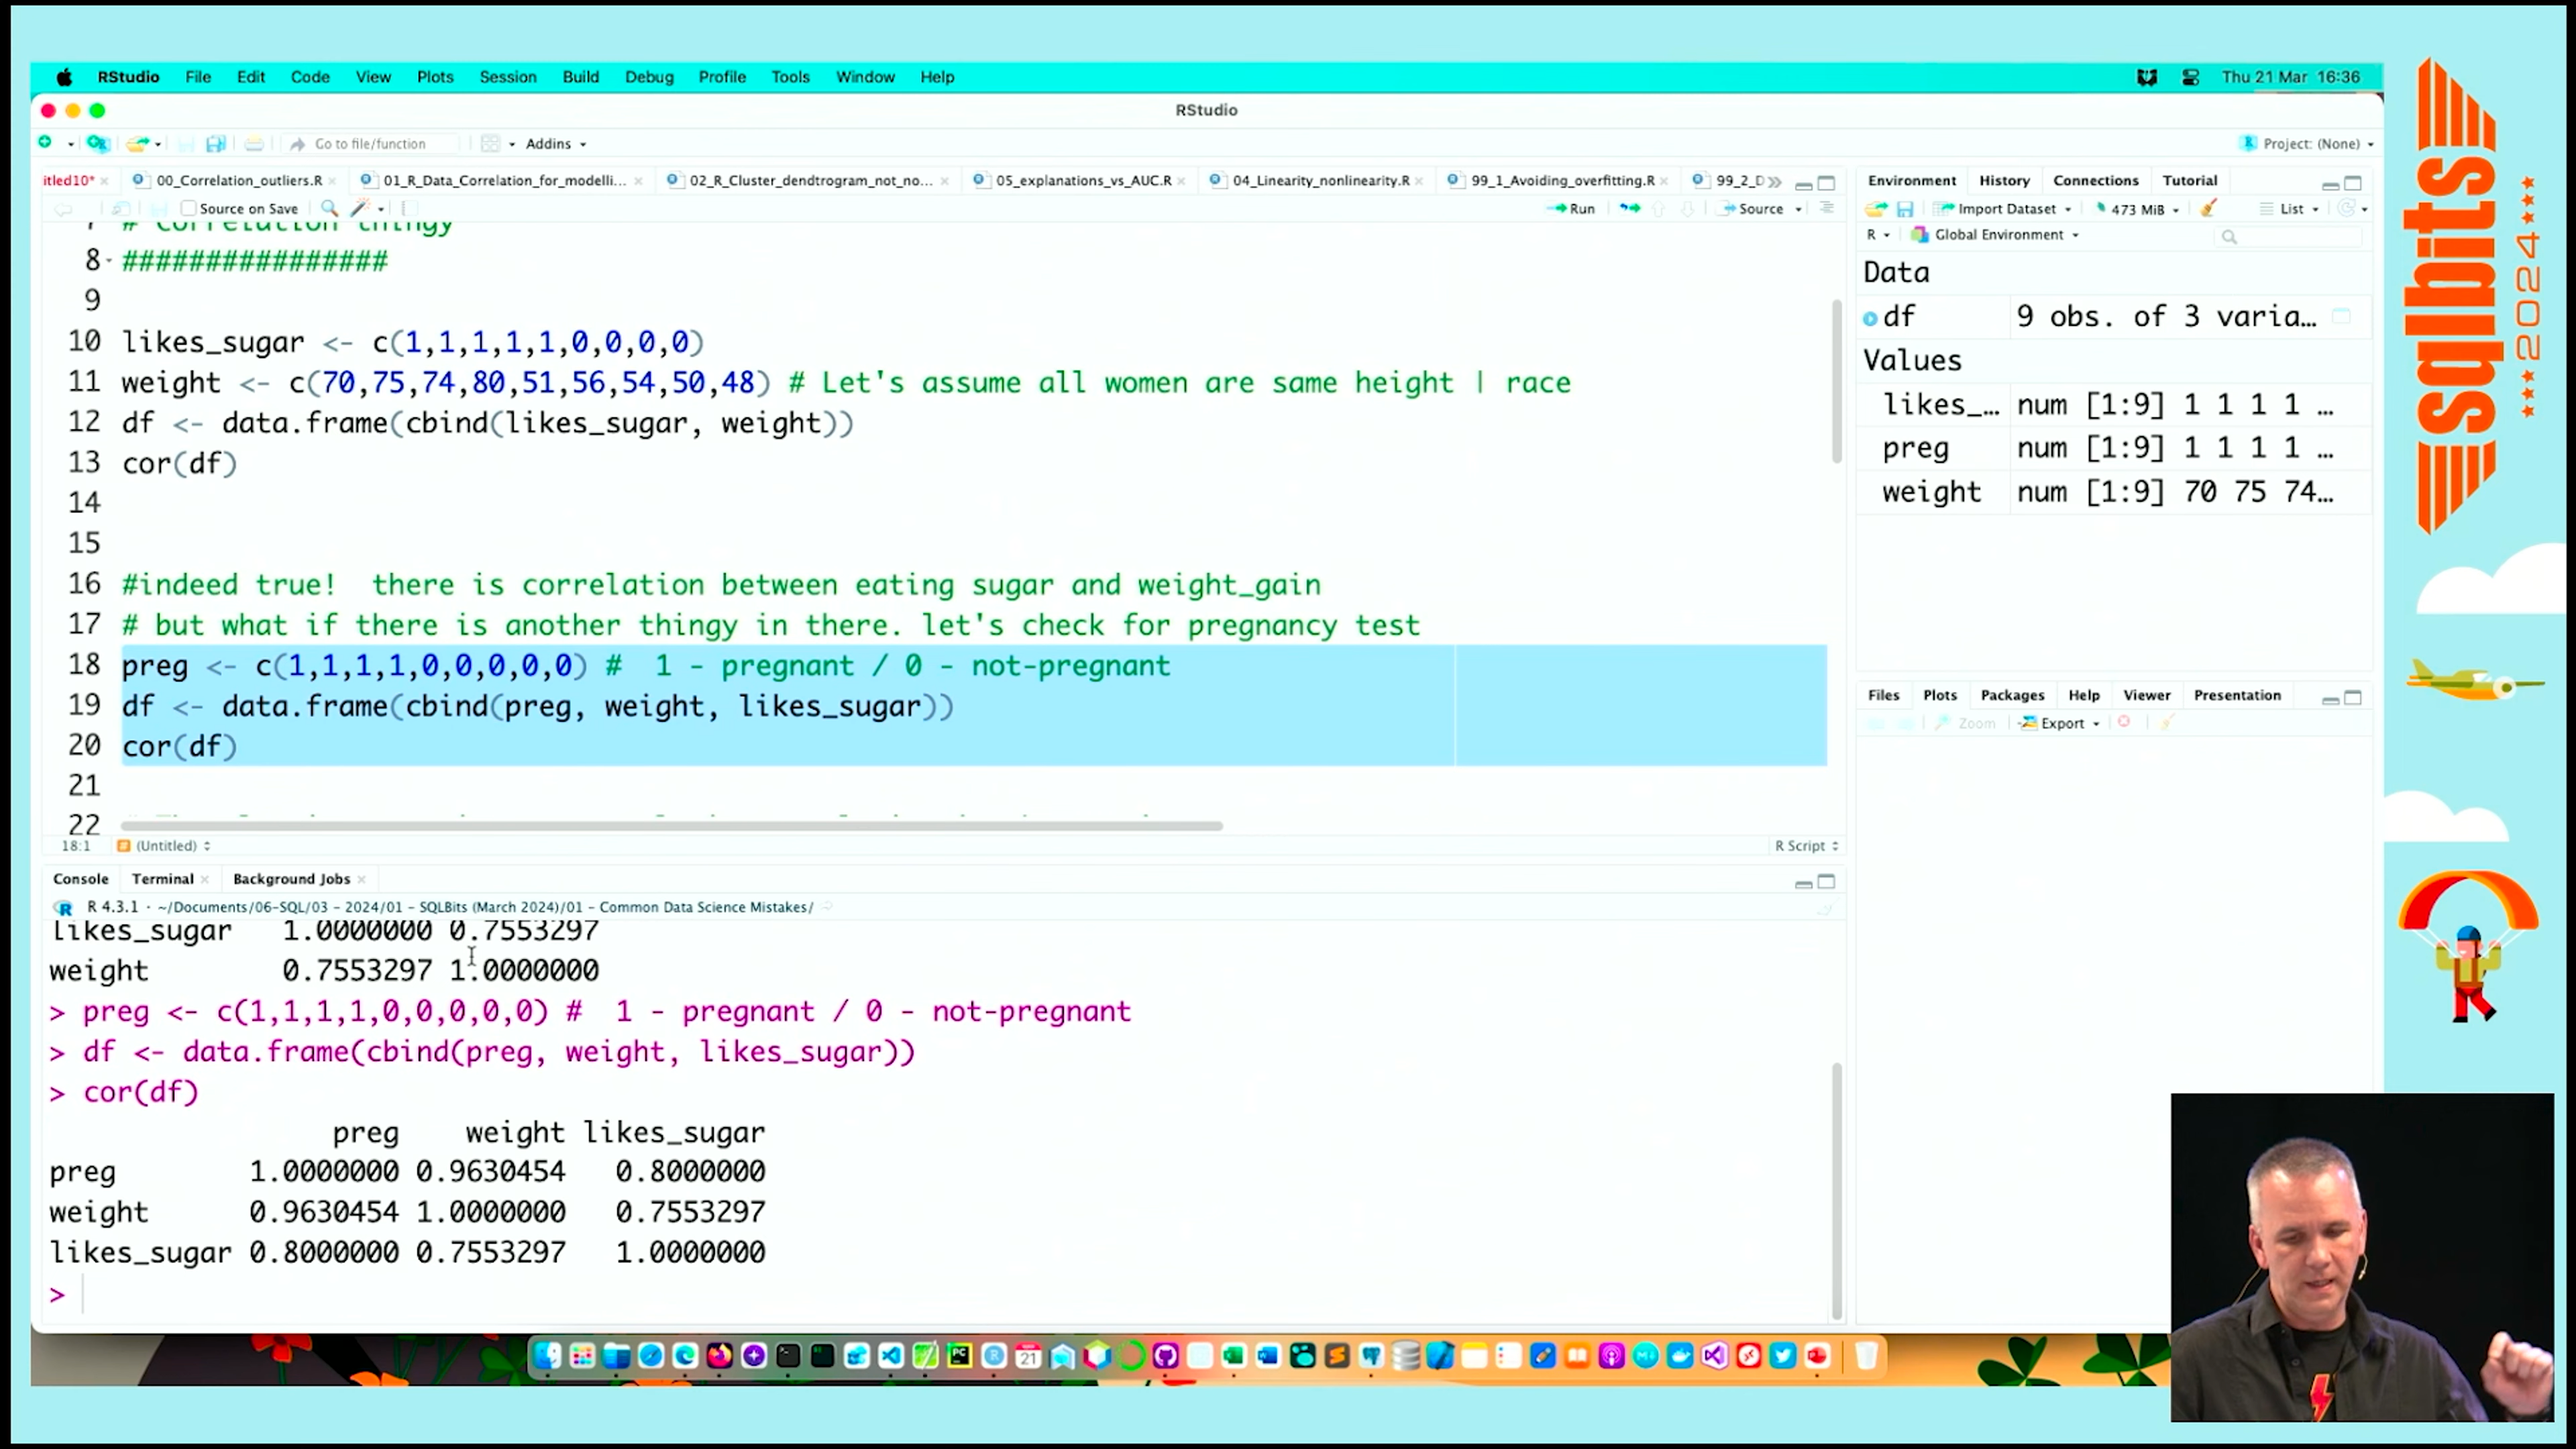 RStudio File Edit Code View Plots Session Build Debug Profile Tools Window Help
Thu 21 Mar 16:36
RStudio
Go to file/function
Addins
Project: (None)
itled10*
00_Correlation_outliers.R
01_R_Data_Correlation_for_modelli...
02_R_Cluster_dendtrogram_not_no...
05_explanations_vs_AUC.R
04_Linearity_nonlinearity.R
99_1_Avoiding_overfitting.R
99_2_D
Source on Save
Run
Source
7 # Correlation thingy
8 ################
9
10 likes_sugar <- c(1,1,1,1,1,0,0,0,0)
11 weight <- c(70,75,74,80,51,56,54,50,48) # Let's assume all women are same height | race
12 df <- data.frame(cbind(likes_sugar, weight))
13 cor(df)
14
15
16 #indeed true!  there is correlation between eating sugar and weight_gain
17 # but what if there is another thingy in there. let's check for pregnancy test
18 preg <- c(1,1,1,1,0,0,0,0,0) #  1 - pregnant / 0 - not-pregnant
19 df <- data.frame(cbind(preg, weight, likes_sugar))
20 cor(df)
21
22
18:1 (Untitled)
R Script
Console Terminal Background Jobs
R 4.3.1 · ~/Documents/06-SQL/03 - 2024/01 - SQLBits (March 2024)/01 - Common Data Science Mistakes/
likes_sugar 1.0000000 0.7553297
weight 0.7553297 1.0000000
> preg <- c(1,1,1,1,0,0,0,0,0) #  1 - pregnant / 0 - not-pregnant
> df <- data.frame(cbind(preg, weight, likes_sugar))
> cor(df)
preg weight likes_sugar
preg 1.0000000 0.9630454 0.8000000
weight 0.9630454 1.0000000 0.7553297
likes_sugar 0.8000000 0.7553297 1.0000000
>
Environment History Connections Tutorial
Import Dataset
473 MiB
List
R
Global Environment
Data
df 9 obs. of 3 varia...
Values
likes_... num [1:9] 1 1 1 1 ...
preg num [1:9] 1 1 1 1 ...
weight num [1:9] 70 75 74...
Files Plots Packages Help Viewer Presentation
Zoom
Export
sqlbits
2024
PC
21